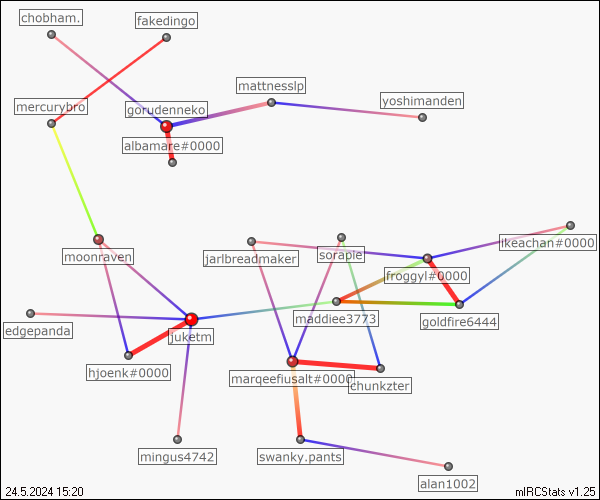 chobham.
fakedingo
mattnesslp
mercurybro
gorudenneko
yoshimanden
albamare#0000
moonraven
jarlbreadmaker
soraple
ikeachan#0000
froggyl#0000
edgepanda
maddiee3773
goldfire6444
juketm
hjoenk#0000
marqeefiusalt#0000
chunkzter
mingus4742
swanky.pants
alan1002
24.5.2024 15:20
mIRCStats v1.25